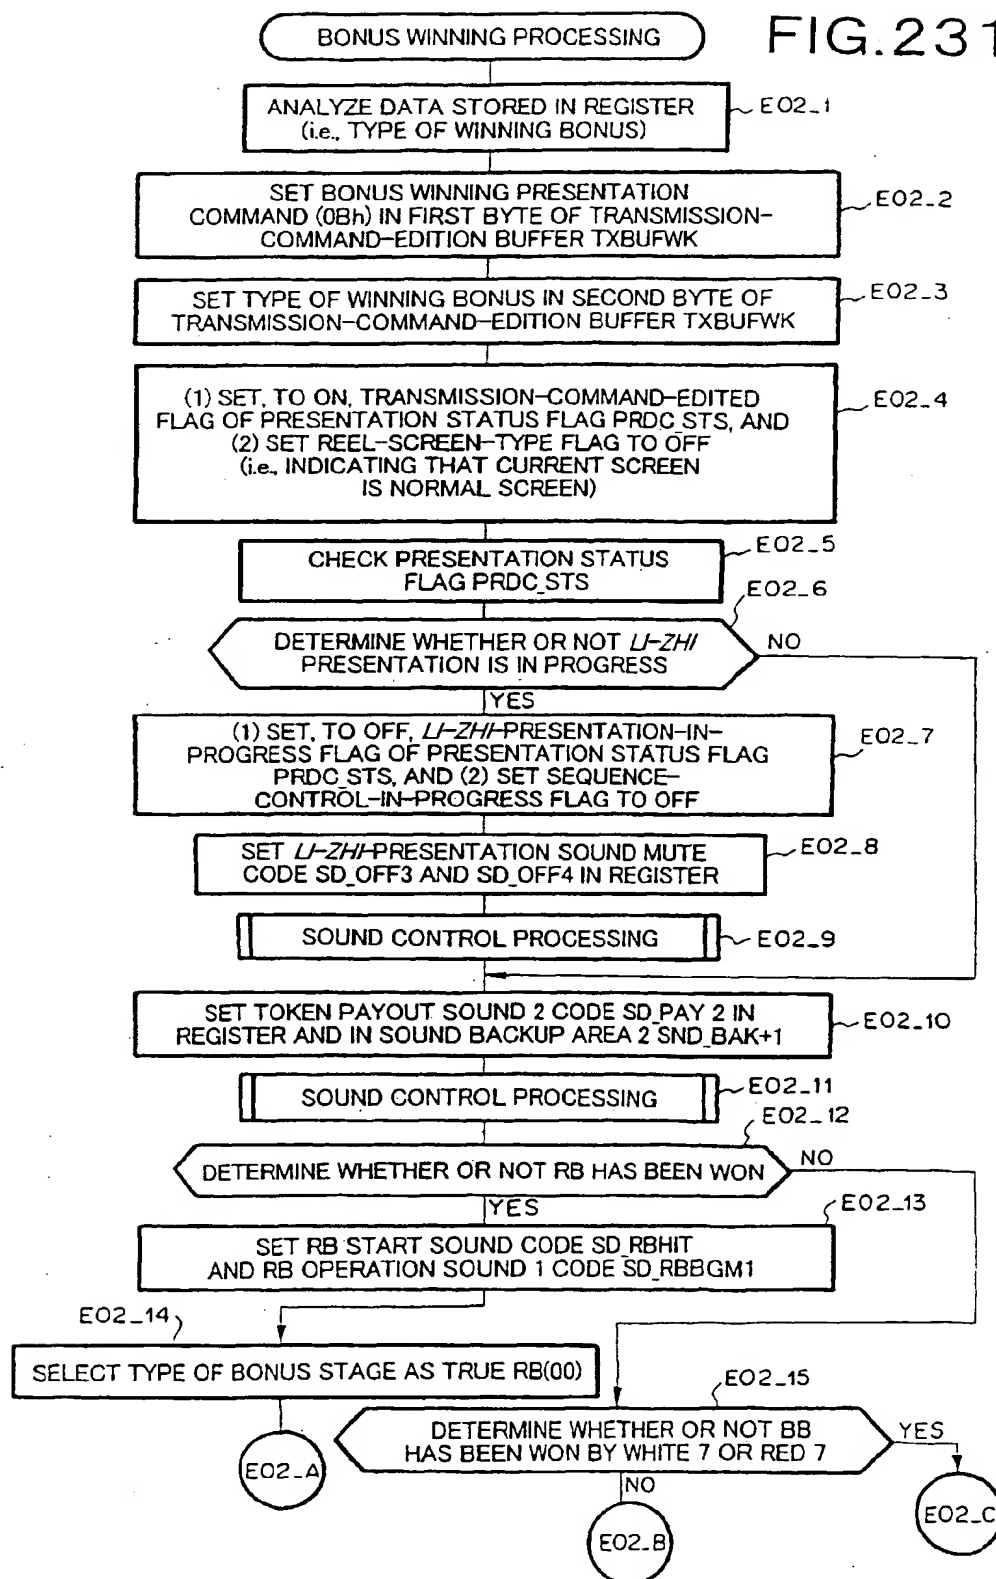 FIG.231
BONUS WINNING PROCESSING
ANALYZE DATA STORED IN REGISTER
(i.e., TYPE OF WINNING BONUS)
E02_1
SET BONUS WINNING PRESENTATION
COMMAND (0Bh) IN FIRST BYTE OF TRANSMISSION-
COMMAND-EDITION BUFFER TXBUFWK
E02_2
SET TYPE OF WINNING BONUS IN SECOND BYTE OF
TRANSMISSION-COMMAND-EDITION BUFFER TXBUFWK
E02_3
(1) SET, TO ON, TRANSMISSION-COMMAND-EDITED
FLAG OF PRESENTATION STATUS FLAG PRDC_STS, AND
(2) SET REEL-SCREEN-TYPE FLAG TO OFF
(i.e., INDICATING THAT CURRENT SCREEN
IS NORMAL SCREEN)
E02_4
CHECK PRESENTATION STATUS
FLAG PRDC_STS
E02_5
DETERMINE WHETHER OR NOT LI-ZHI
PRESENTATION IS IN PROGRESS
E02_6
NO
YES
(1) SET, TO OFF, LI-ZHI-PRESENTATION-IN-
PROGRESS FLAG OF PRESENTATION STATUS FLAG
PRDC_STS, AND (2) SET SEQUENCE-
CONTROL-IN-PROGRESS FLAG TO OFF
E02_7
SET LI-ZHI-PRESENTATION SOUND MUTE
CODE SD_OFF3 AND SD_OFF4 IN REGISTER
E02_8
SOUND CONTROL PROCESSING
E02_9
SET TOKEN PAYOUT SOUND 2 CODE SD_PAY 2 IN
REGISTER AND IN SOUND BACKUP AREA 2 SND_BAK+1
E02_10
SOUND CONTROL PROCESSING
E02_11
E02_12
DETERMINE WHETHER OR NOT RB HAS BEEN WON
NO
YES
E02_13
SET RB START SOUND CODE SD_RBHIT
AND RB OPERATION SOUND 1 CODE SD_RBBGM1
E02_14
SELECT TYPE OF BONUS STAGE AS TRUE RB(00)
E02_15
DETERMINE WHETHER OR NOT BB
HAS BEEN WON BY WHITE 7 OR RED 7
YES
NO
E02_A
E02_B
E02_C